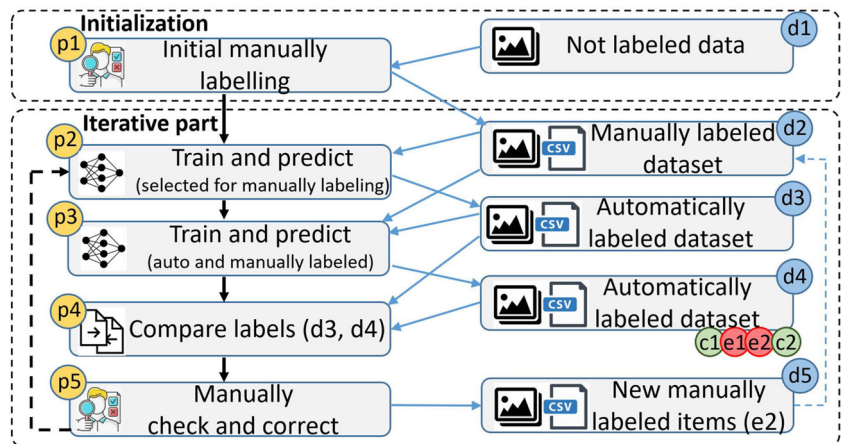 Initialization
p1
Initial manually
labelling
Not labeled data
d1
Iterative part
p2
Train and predict
(selected for manually labeling)
CSV
Manually labeled
dataset
d2
p3
Train and predict
(auto and manually labeled)
CSV
Automatically
labeled dataset
d3
p4
Compare labels (d3, d4)
CSV
Automatically
labeled dataset
d4
c1 e1 e2 c2
p5
Manually
check and correct
CSV
New manually
labeled items (e2)
d5